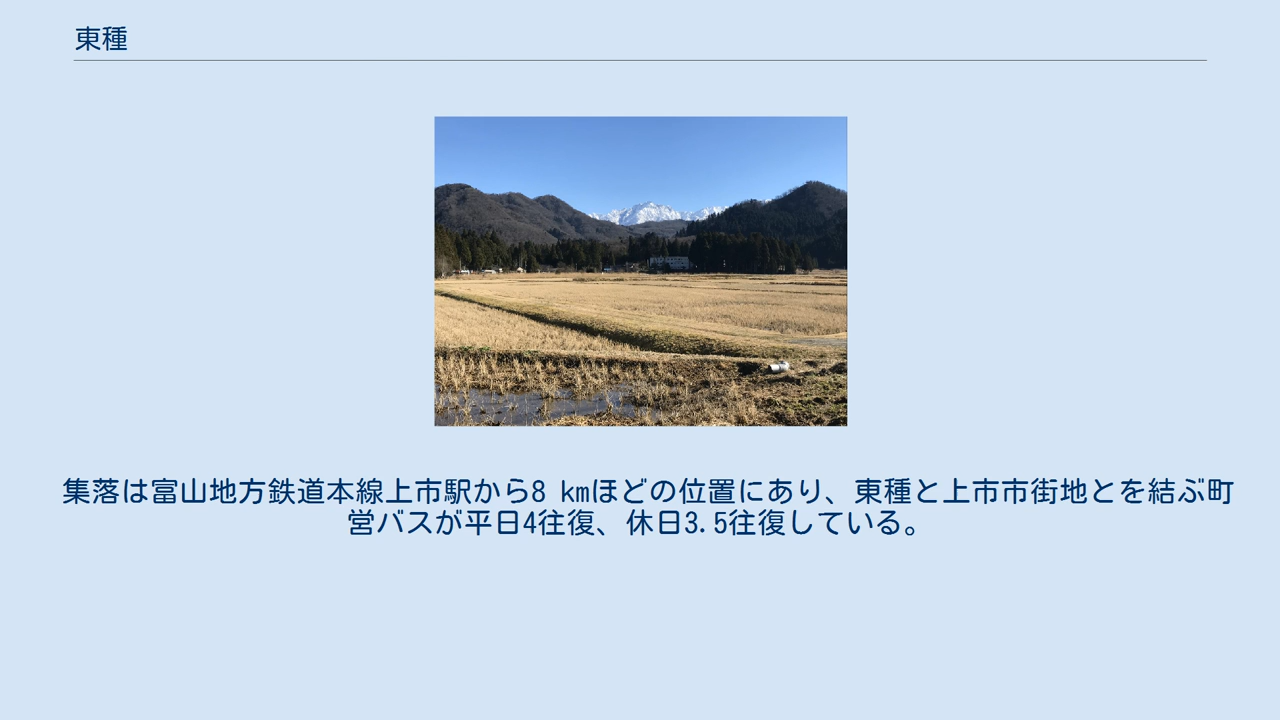 東種
集落は富山地方鉄道本線上市駅から8 kmほどの位置にあり、東種と上市市街地とを結ぶ町
営バスが平日4往復、休日3.5往復している。